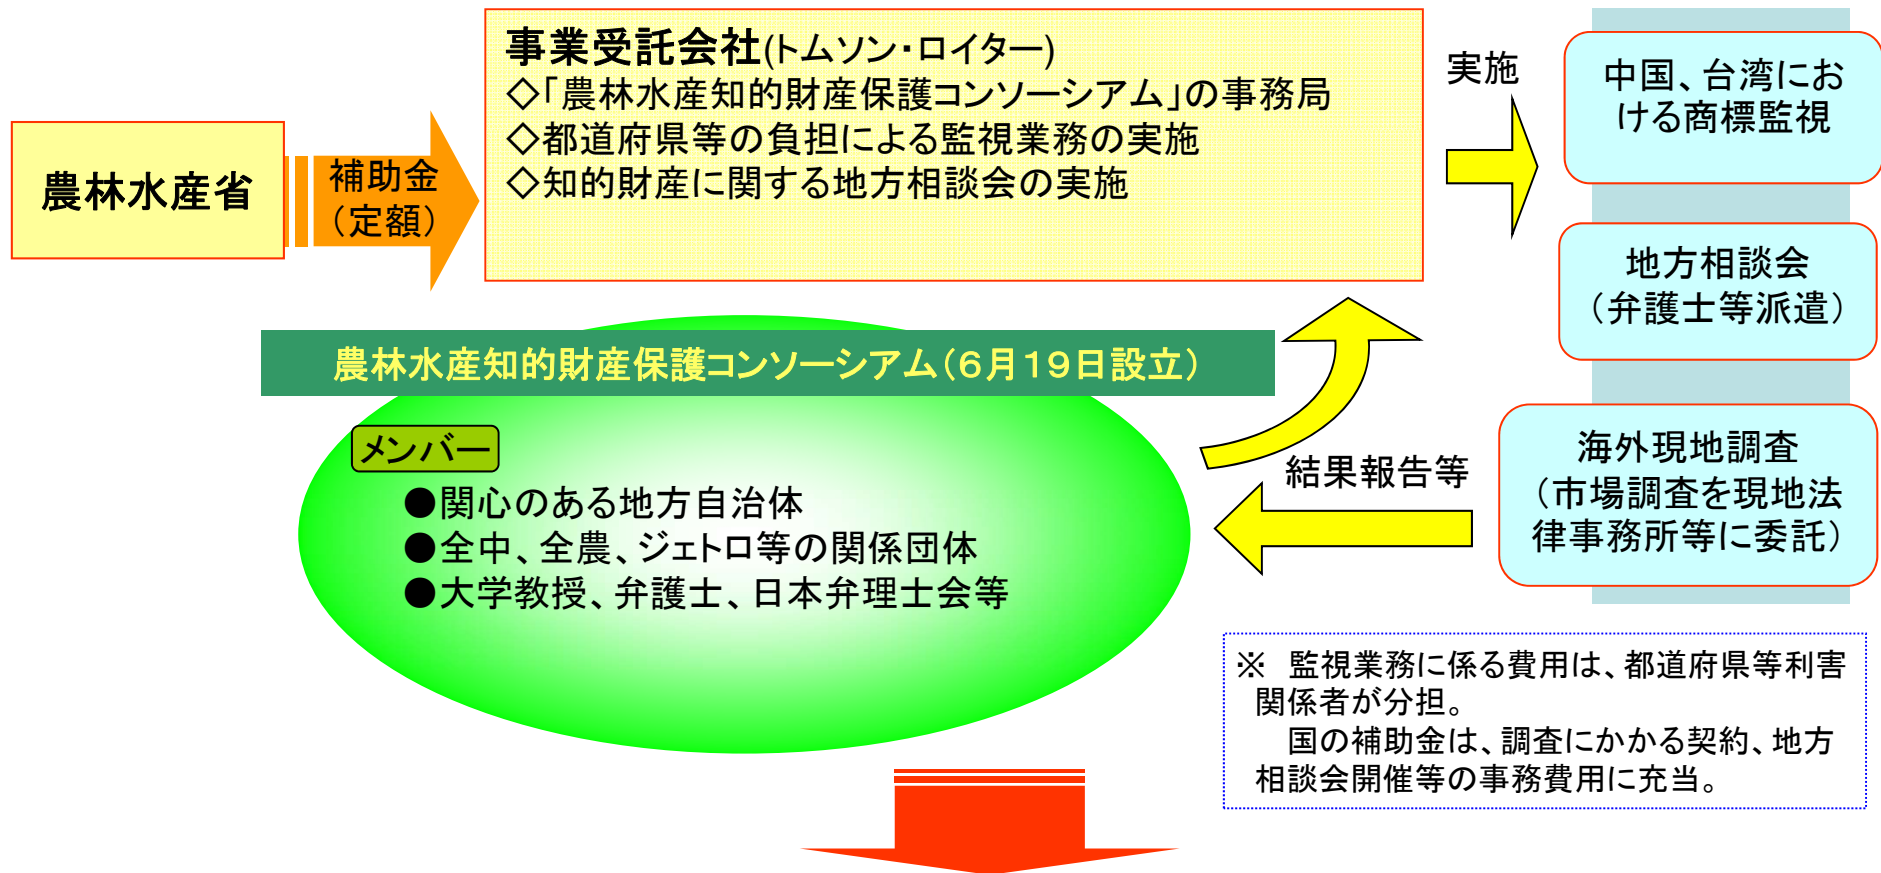 農林水産省
補助金
（定額）
事業受託会社(トムソン・ロイター)
◇「農林水産知的財産保護コンソーシアム」の事務局
◇都道府県等の負担による監視業務の実施
◇知的財産に関する地方相談会の実施
実施
中国、台湾にお
ける商標監視
地方相談会
（弁護士等派遣）
海外現地調査
（市場調査を現地法
律事務所等に委託）
農林水産知的財産保護コンソーシアム（６月１９日設立）
メンバー
●関心のある地方自治体
●全中、全農、ジェトロ等の関係団体
●大学教授、弁護士、日本弁理士会等
結果報告等
※　監視業務に係る費用は、都道府県等利害
関係者が分担。
国の補助金は、調査にかかる契約、地方
相談会開催等の事務費用に充当。